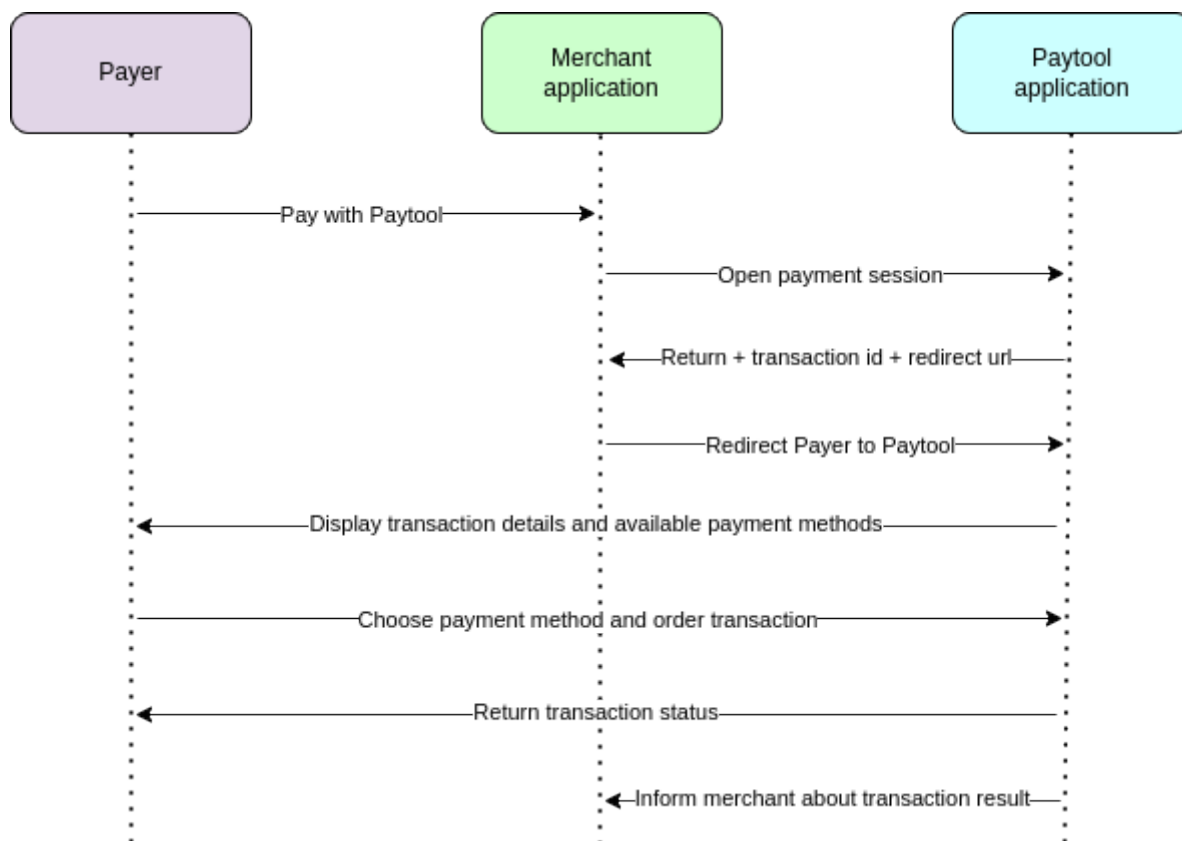 Payer
Merchant
application
Paytool
application
Pay with Paytool
Open payment session
Return + transaction id + redirect url
Redirect Payer to Paytool
Display transaction details and available payment methods
Choose payment method and order transaction
Return transaction status
Inform merchant about transaction result